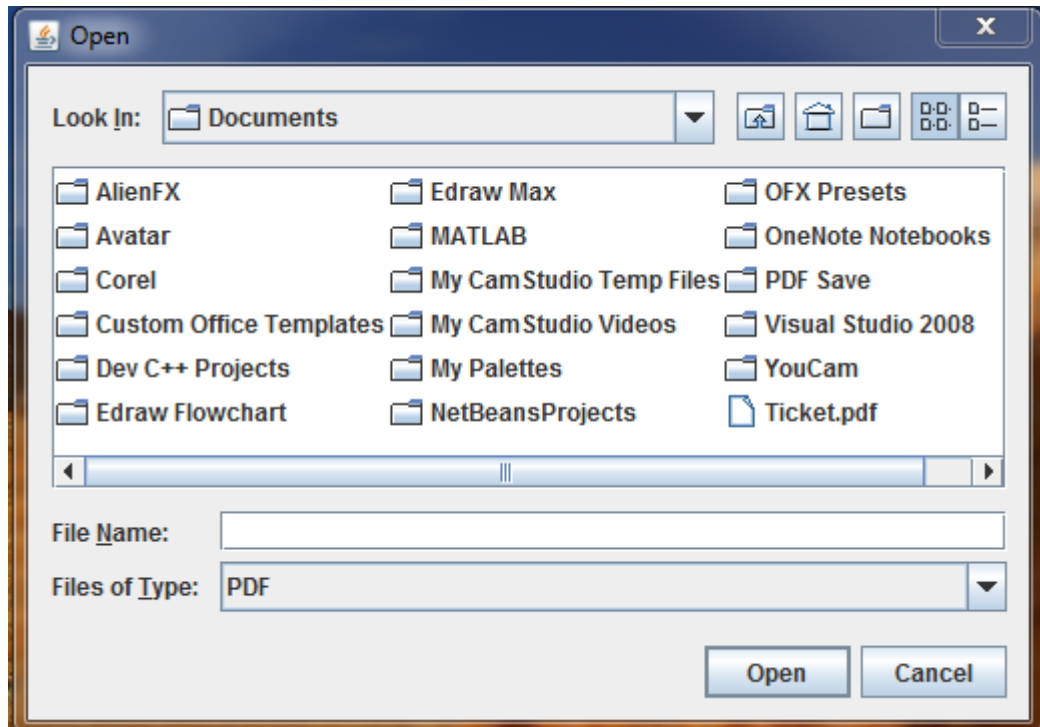 Open
Look In: Documents
AlienFX Edraw Max OFX Presets
Avatar MATLAB OneNote Notebooks
Corel My CamStudio Temp Files PDF Save
Custom Office Templates My CamStudio Videos Visual Studio 2008
Dev C++ Projects My Palettes YouCam
Edraw Flowchart NetBeansProjects Ticket.pdf
File Name:
Files of Type: PDF
Open Cancel